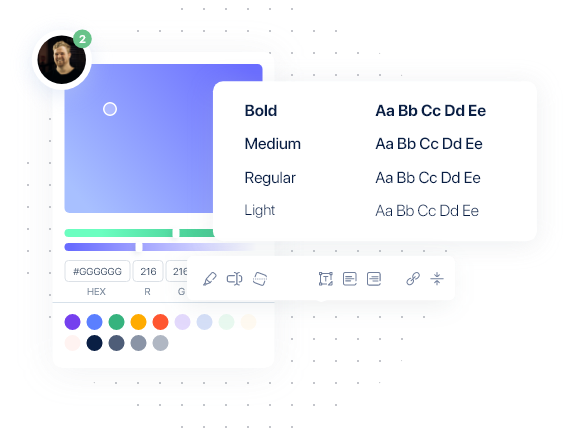 2
Bold Aa Bb Cc Dd Ee
Medium Aa Bb Cc Dd Ee
Regular Aa Bb Cc Dd Ee
Light Aa Bb Cc Dd Ee
#GGGGGG 216 216
HEX R G
T